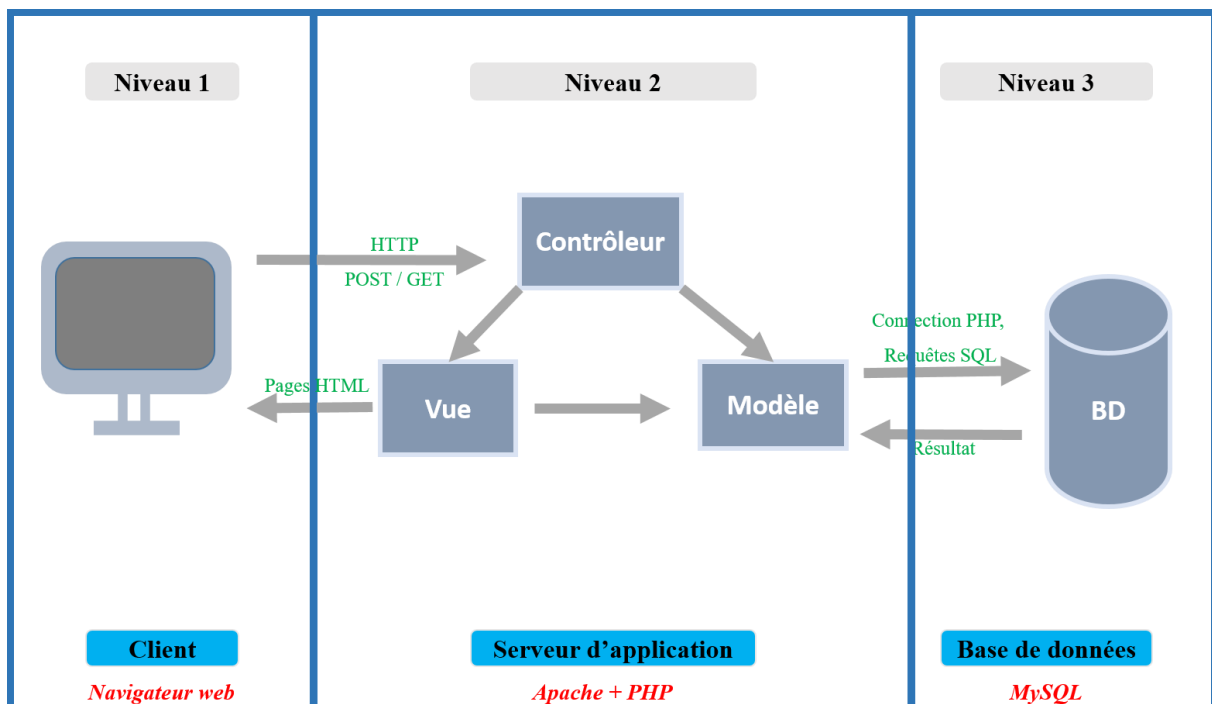 Niveau 1
Niveau 2
Niveau 3
Contrôleur
HTTP
POST / GET
Connection PHP,
Requêtes SQL
Pages HTML
Vue
Modèle
BD
Résultat
Client
Serveur d’application
Base de données
Navigateur web
Apache + PHP
MySQL